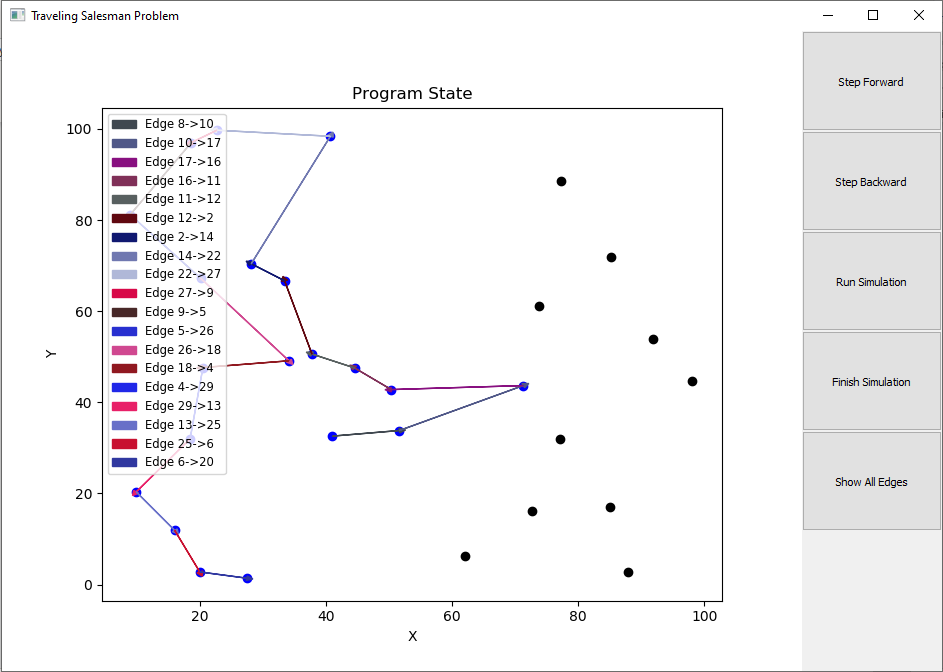 Traveling Salesman Problem
Program State
Edge 8->10
Edge 10->17
Edge 17->16
Edge 16->11
Edge 11->12
Edge 12->2
Edge 2->14
Edge 14->22
Edge 22->27
Edge 27->9
Edge 9->5
Edge 5->26
Edge 26->18
Edge 18->4
Edge 4->29
Edge 29->13
Edge 13->25
Edge 25->6
Edge 6->20
100
80
60
40
20
0
Y
20
40
60
80
100
X
Step Forward
Step Backward
Run Simulation
Finish Simulation
Show All Edges